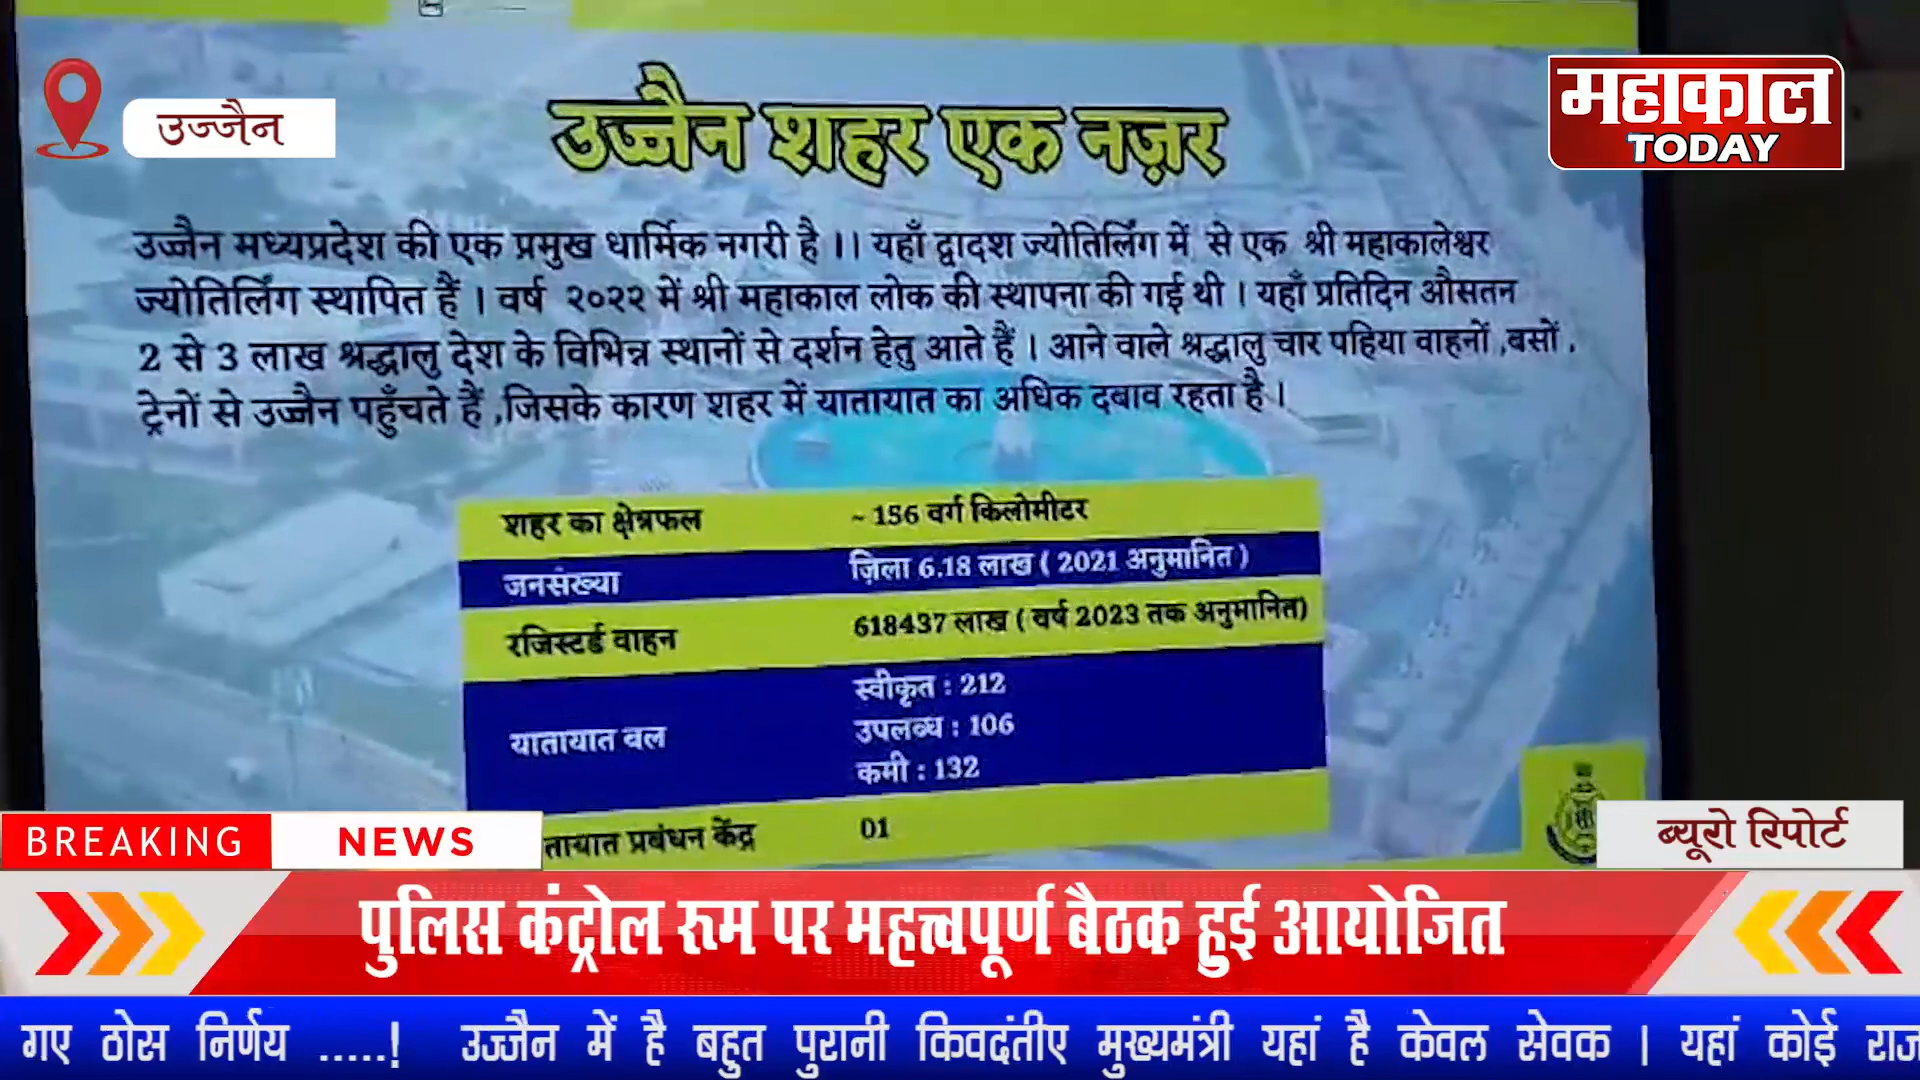 उज्जैन
महाकाल
TODAY
उज्जैन शहर एक नज़र
उज्जैन मध्यप्रदेश की एक प्रमुख धार्मिक नगरी है ।। यहाँ द्वादश ज्योतिर्लिंग में से एक श्री महाकालेश्वर
ज्योतिर्लिंग स्थापित हैं । वर्ष २०२२ में श्री महाकाल लोक की स्थापना की गई थी । यहाँ प्रतिदिन औसतन
2 से 3 लाख श्रद्धालु देश के विभिन्न स्थानों से दर्शन हेतु आते हैं । आने वाले श्रद्धालु चार पहिया वाहनों ,बसों ,
ट्रेनों से उज्जैन पहुँचते हैं ,जिसके कारण शहर में यातायात का अधिक दबाव रहता है ।
शहर का क्षेत्रफल ~ 156 वर्ग किलोमीटर
जनसंख्या ज़िला 6.18 लाख ( 2021 अनुमानित )
रजिस्टर्ड वाहन 618437 लाख ( वर्ष 2023 तक अनुमानित)
यातायात बल
स्वीकृत : 212
उपलब्ध : 106
कमी : 132
तायात प्रबंधन केंद्र 01
BREAKING NEWS
ब्यूरो रिपोर्ट
पुलिस कंट्रोल रूम पर महत्त्वपूर्ण बैठक हुई आयोजित
गए ठोस निर्णय .....! उज्जैन में है बहुत पुरानी किवदंतीए मुख्यमंत्री यहां है केवल सेवक | यहां कोई राज